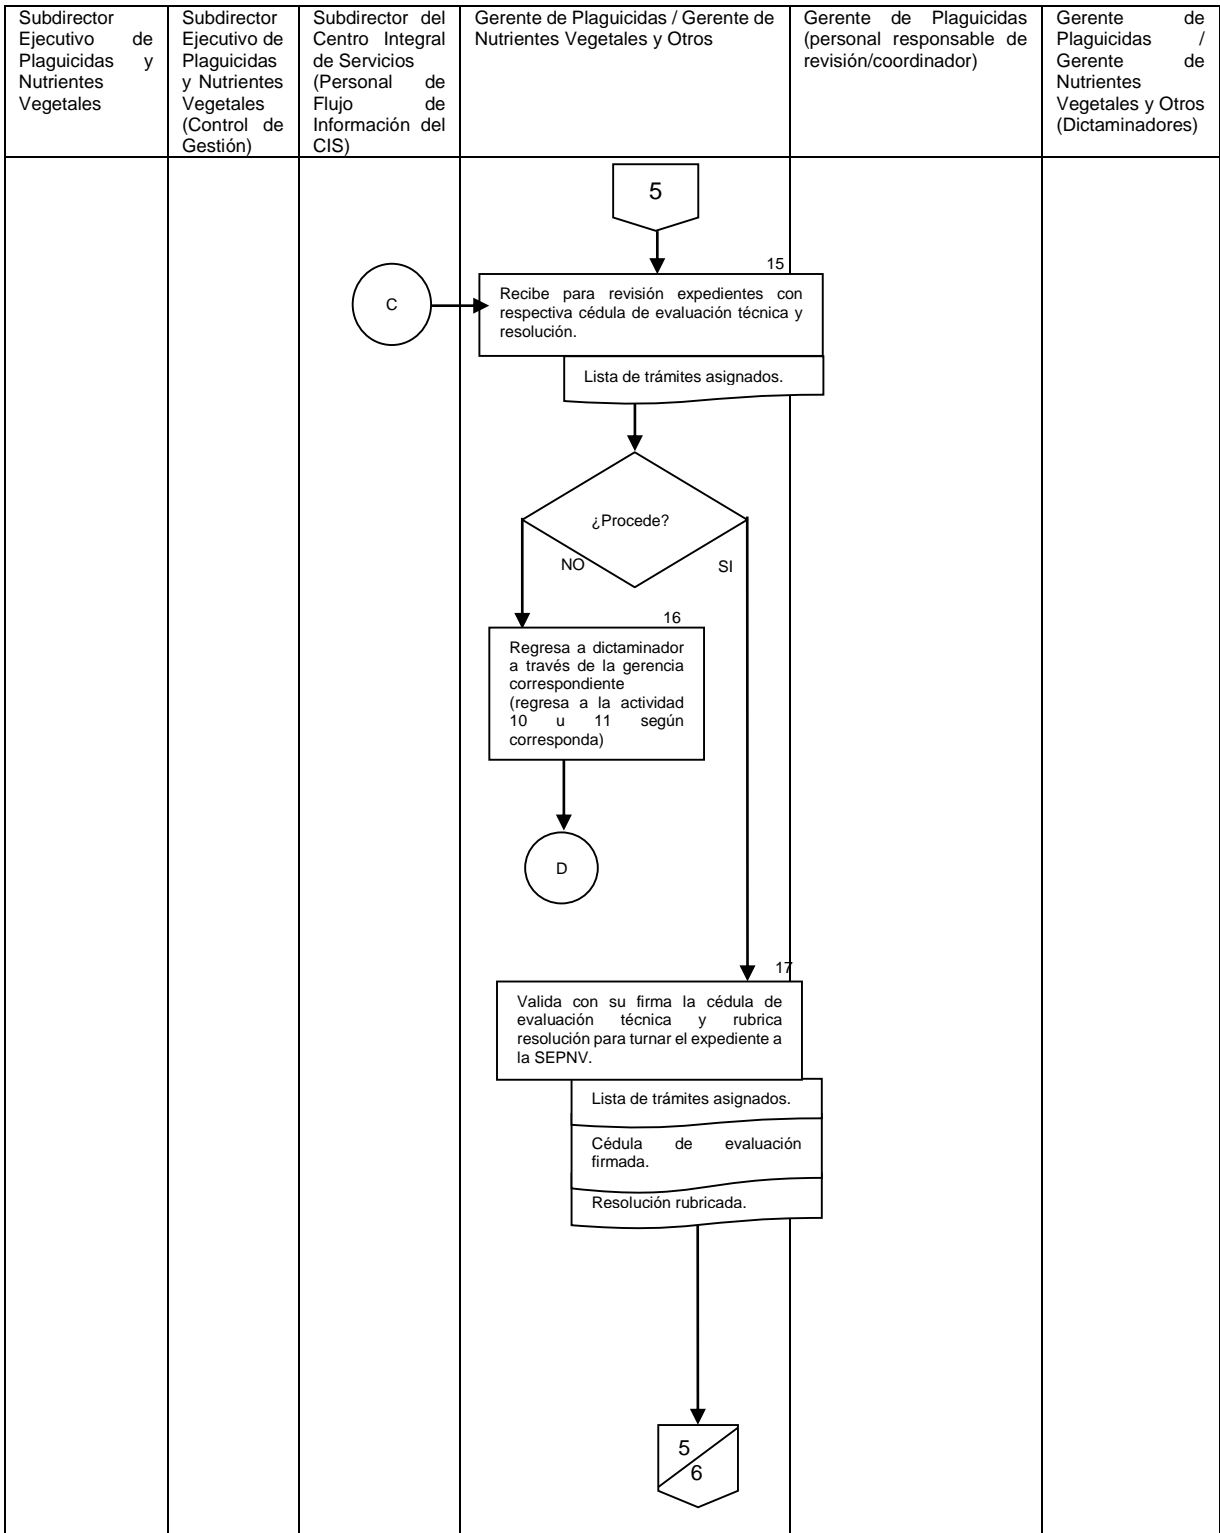 Subdirector
Ejecutivo de
Plaguicidas y
Nutrientes
Vegetales
Subdirector
Ejecutivo de
Plaguicidas
y Nutrientes
Vegetales
(Control de
Gestión)
Subdirector del
Centro Integral
de Servicios
(Personal de
Flujo de
Información del
CIS)
Gerente de Plaguicidas / Gerente de
Nutrientes Vegetales y Otros
Gerente de Plaguicidas
(personal responsable de
revisión/coordinador)
Gerente de
Plaguicidas /
Gerente de
Nutrientes
Vegetales y Otros
(Dictaminadores)
5
15
C
Recibe para revisión expedientes con
respectiva cédula de evaluación técnica y
resolución.
Lista de trámites asignados.
¿Procede?
NO
SI
16
Regresa a dictaminador
a través de la gerencia
correspondiente
(regresa a la actividad
10 u 11 según
corresponda)
D
17
Valida con su firma la cédula de
evaluación técnica y rubrica
resolución para turnar el expediente a
la SEPNV.
Lista de trámites asignados.
Cédula de evaluación
firmada.
Resolución rubricada.
5
6